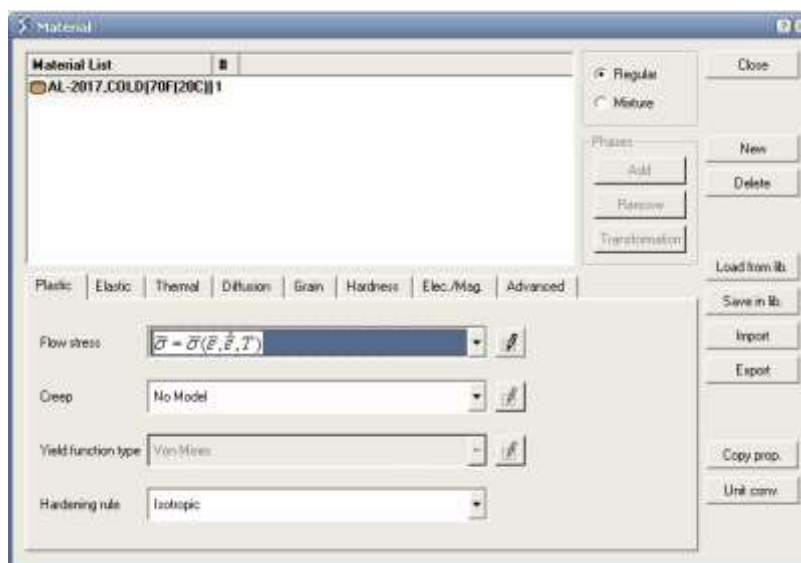 Material
Material List #
AL-2017,COLD[70F(20C)] 1
Regular
Mixture
Phases
Add
Remove
Transformation
Close
New
Delete
Load from lib.
Save in lib.
Import
Export
Copy prop.
Unit conv.
Plastic Elastic Thermal Diffusion Grain Hardness Elec./Mag. Advanced
Flow stress σ̄ = σ̄(ε̄, ε̄̇, T)
Creep No Model
Yield function type Von Mises
Hardening rule Isotropic